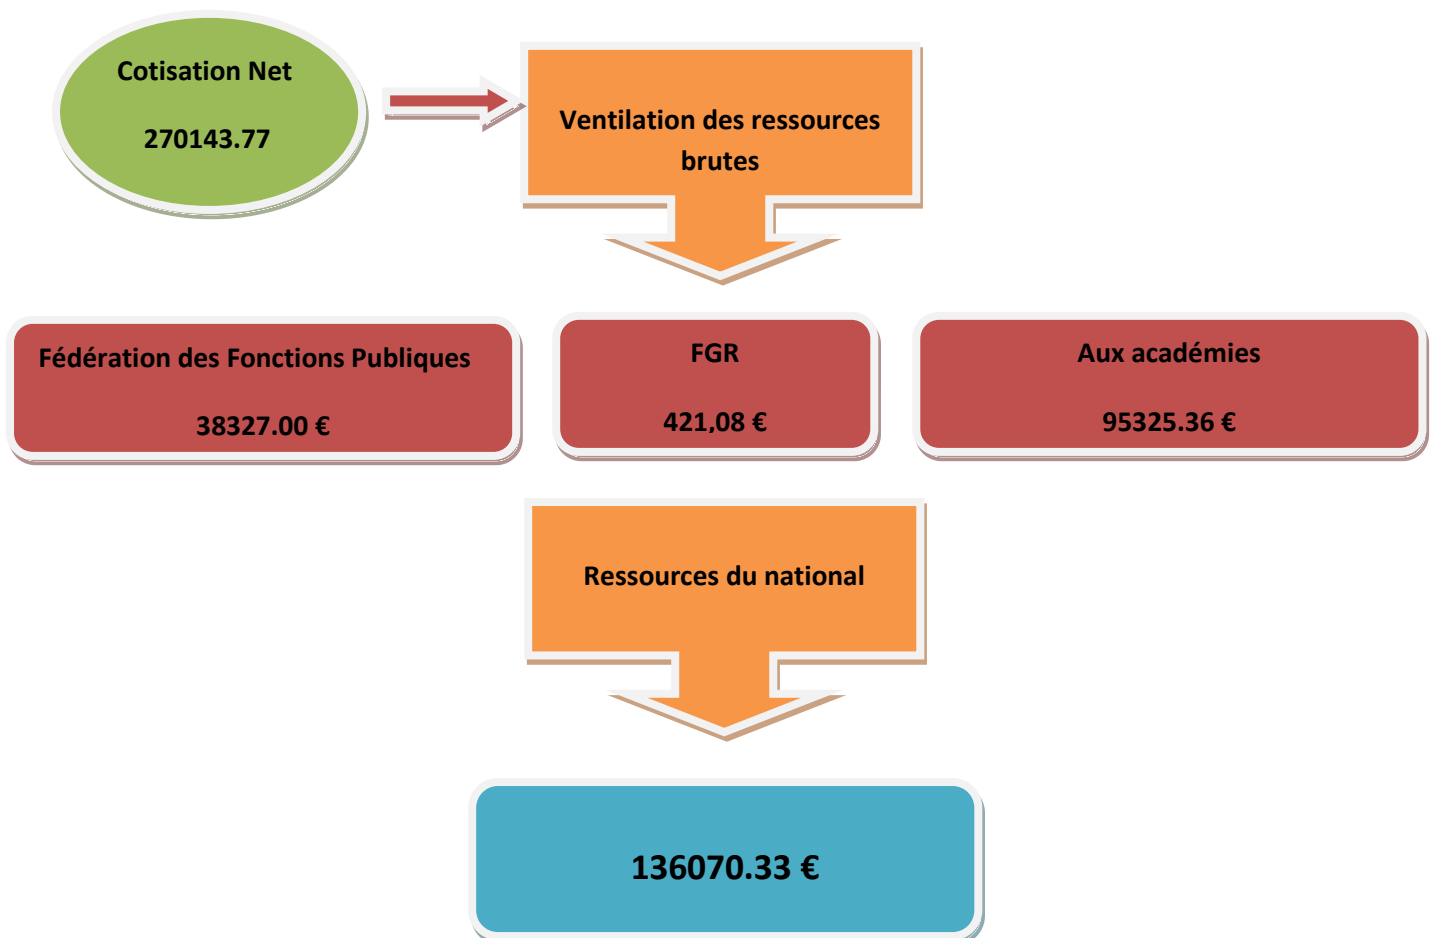 Cotisation Net
270143.77
Ventilation des ressources
brutes
Fédération des Fonctions Publiques
38327.00 €
FGR
421,08 €
Aux académies
95325.36 €
Ressources du national
136070.33 €